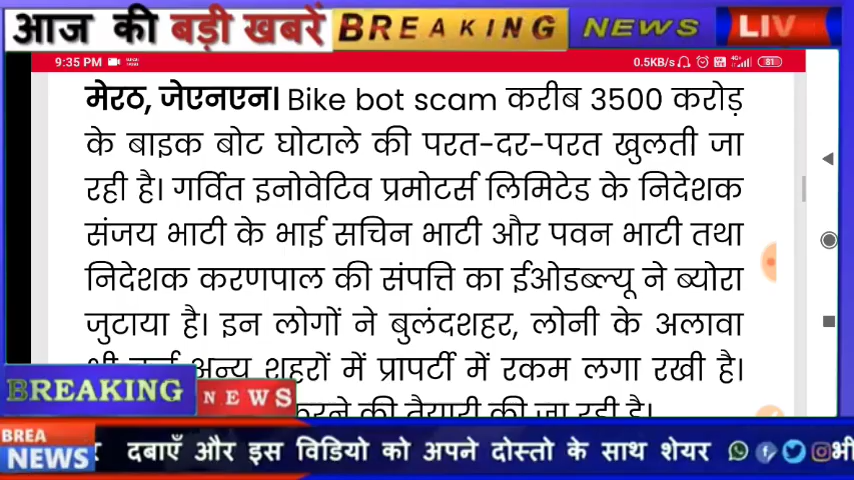 आज की बड़ी खबरें BREAKING NEWS LIV
9:35 PM 0.5KB/s 4G+ 81
मेरठ, जेएनएन। Bike bot scam करीब 3500 करोड़
के बाइक बोट घोटाले की परत-दर-परत खुलती जा
रही है। गर्वित इनोवेटिव प्रमोटर्स लिमिटेड के निदेशक
संजय भाटी के भाई सचिन भाटी और पवन भाटी तथा
निदेशक करणपाल की संपत्ति का ईओडब्ल्यू ने ब्योरा
जुटाया है। इन लोगों ने बुलंदशहर, लोनी के अलावा
अन्य शहरों में प्रापर्टी में रकम लगा रखी है।
करने की तैयारी की जा रही है।
BREAKING NEWS
BREA
NEWS
दबाएँ और इस विडियो को अपने दोस्तो के साथ शेयर भी